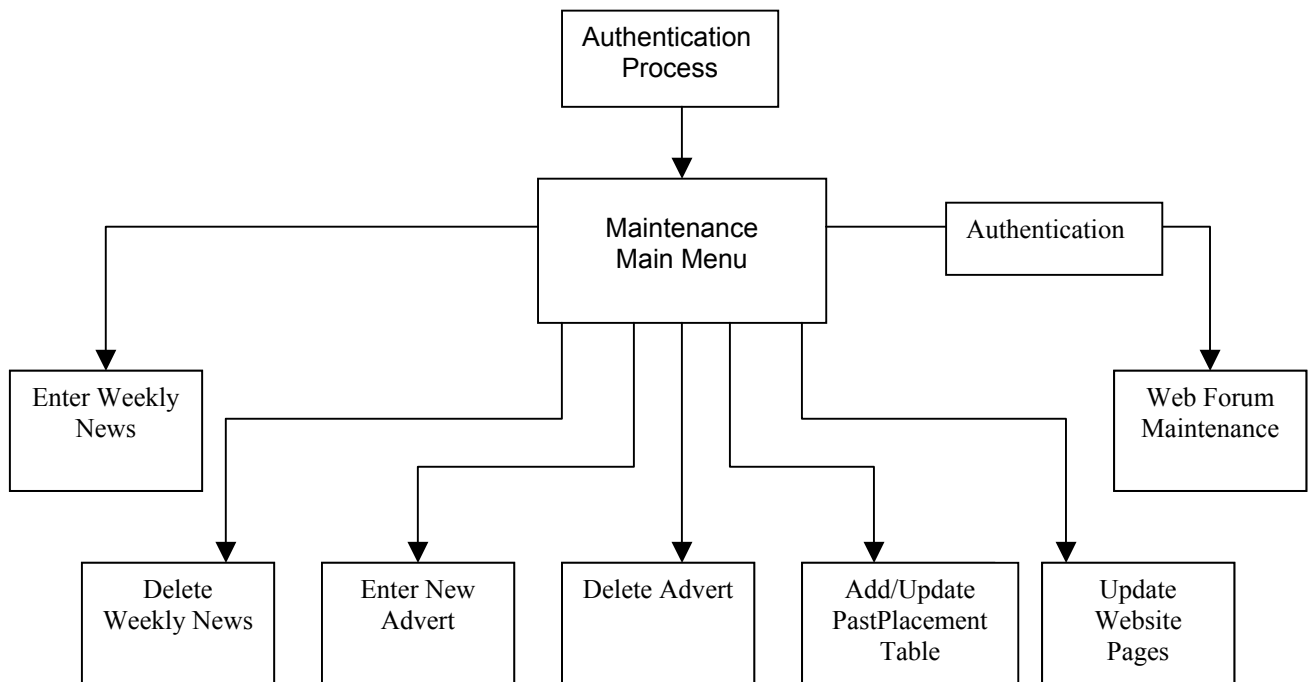 Authentication
Process
Maintenance
Main Menu
Authentication
Enter Weekly
News
Web Forum
Maintenance
Delete
Weekly News
Enter New
Advert
Delete Advert
Add/Update
PastPlacement
Table
Update
Website
Pages